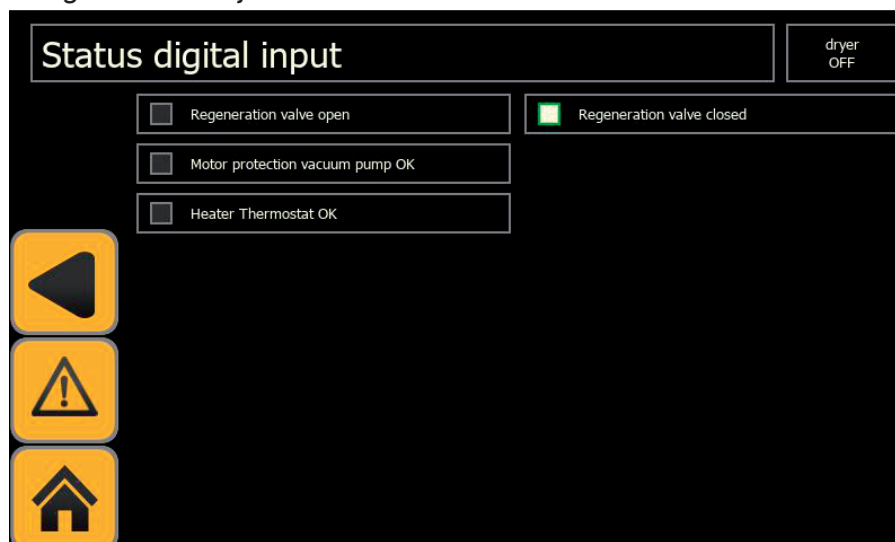 Status digital input
dryer
OFF
Regeneration valve open
Regeneration valve closed
Motor protection vacuum pump OK
Heater Thermostat OK